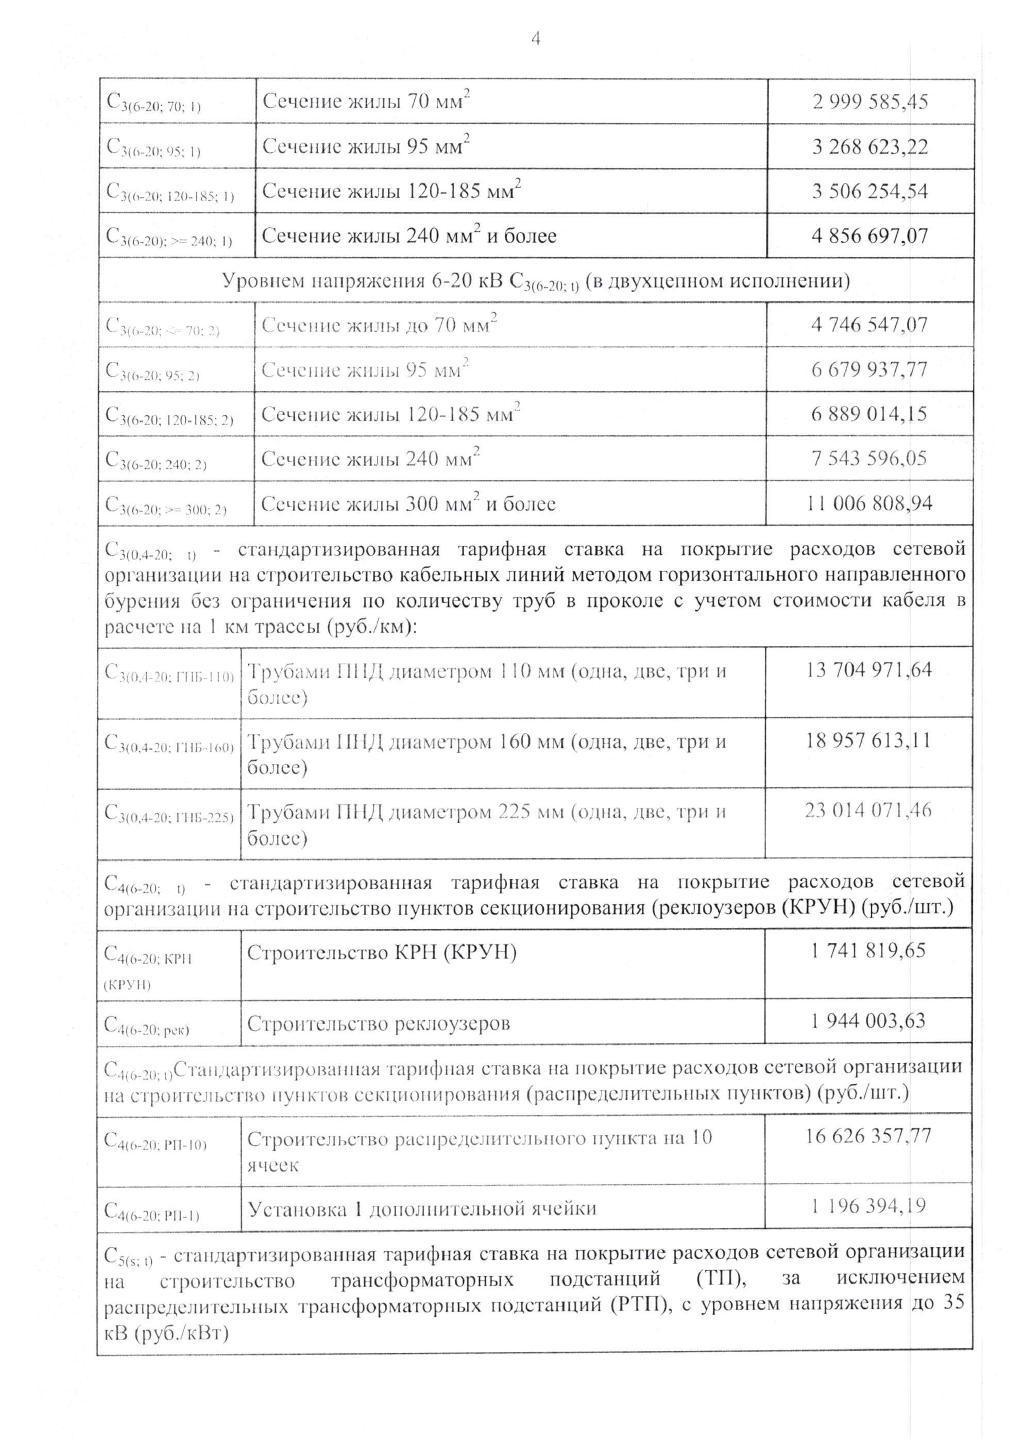 4
С3(6-20; 70; 1) Сечение жилы 70 мм2 2 999 585,45
С3(6-20; 95; 1) Сечение жилы 95 мм2 3 268 623,22
С3(6-20; 120-185; 1) Сечение жилы 120-185 мм2 3 506 254,54
С3(6-20); >= 240; 1) Сечение жилы 240 мм2 и более 4 856 697,07
Уровнем напряжения 6-20 кВ С3(6-20; t) (в двухцепном исполнении)
С3(6-20; <= 70; 2) Сечение жилы до 70 мм2 4 746 547,07
С3(6-20; 95; 2) Сечение жилы 95 мм2 6 679 937,77
С3(6-20; 120-185; 2) Сечение жилы 120-185 мм2 6 889 014,15
С3(6-20; 240; 2) Сечение жилы 240 мм2 7 543 596,05
С3(6-20; >= 300; 2) Сечение жилы 300 мм2 и более 11 006 808,94
С3(0,4-20; t) - стандартизированная тарифная ставка на покрытие расходов сетевой
организации на строительство кабельных линий методом горизонтального направленного
бурения без ограничения по количеству труб в проколе с учетом стоимости кабеля в
расчете на 1 км трассы (руб./км):
С3(0,4-20; ГНБ-110) Трубами ПНД диаметром 110 мм (одна, две, три и 13 704 971,64
более)
С3(0,4-20; ГНБ-160) Трубами ПНД диаметром 160 мм (одна, две, три и 18 957 613,11
более)
С3(0,4-20; ГНБ-225) Трубами ПНД диаметром 225 мм (одна, две, три и 23 014 071,46
более)
С4(6-20; t) - стандартизированная тарифная ставка на покрытие расходов сетевой
организации на строительство пунктов секционирования (реклоузеров (КРУН) (руб./шт.)
С4(6-20; КРН Строительство КРН (КРУН) 1 741 819,65
(КРУН)
С4(6-20; рек) Строительство реклоузеров 1 944 003,63
С4(6-20; t)Стандартизированная тарифная ставка на покрытие расходов сетевой организации
на строительство пунктов секционирования (распределительных пунктов) (руб./шт.)
С4(6-20; РП-10) Строительство распределительного пункта на 10 16 626 357,77
ячеек
С4(6-20; РП-1) Установка 1 дополнительной ячейки 1 196 394,19
С5(s; t) - стандартизированная тарифная ставка на покрытие расходов сетевой организации
на строительство трансформаторных подстанций (ТП), за исключением
распределительных трансформаторных подстанций (РТП), с уровнем напряжения до 35
кВ (руб./кВт)